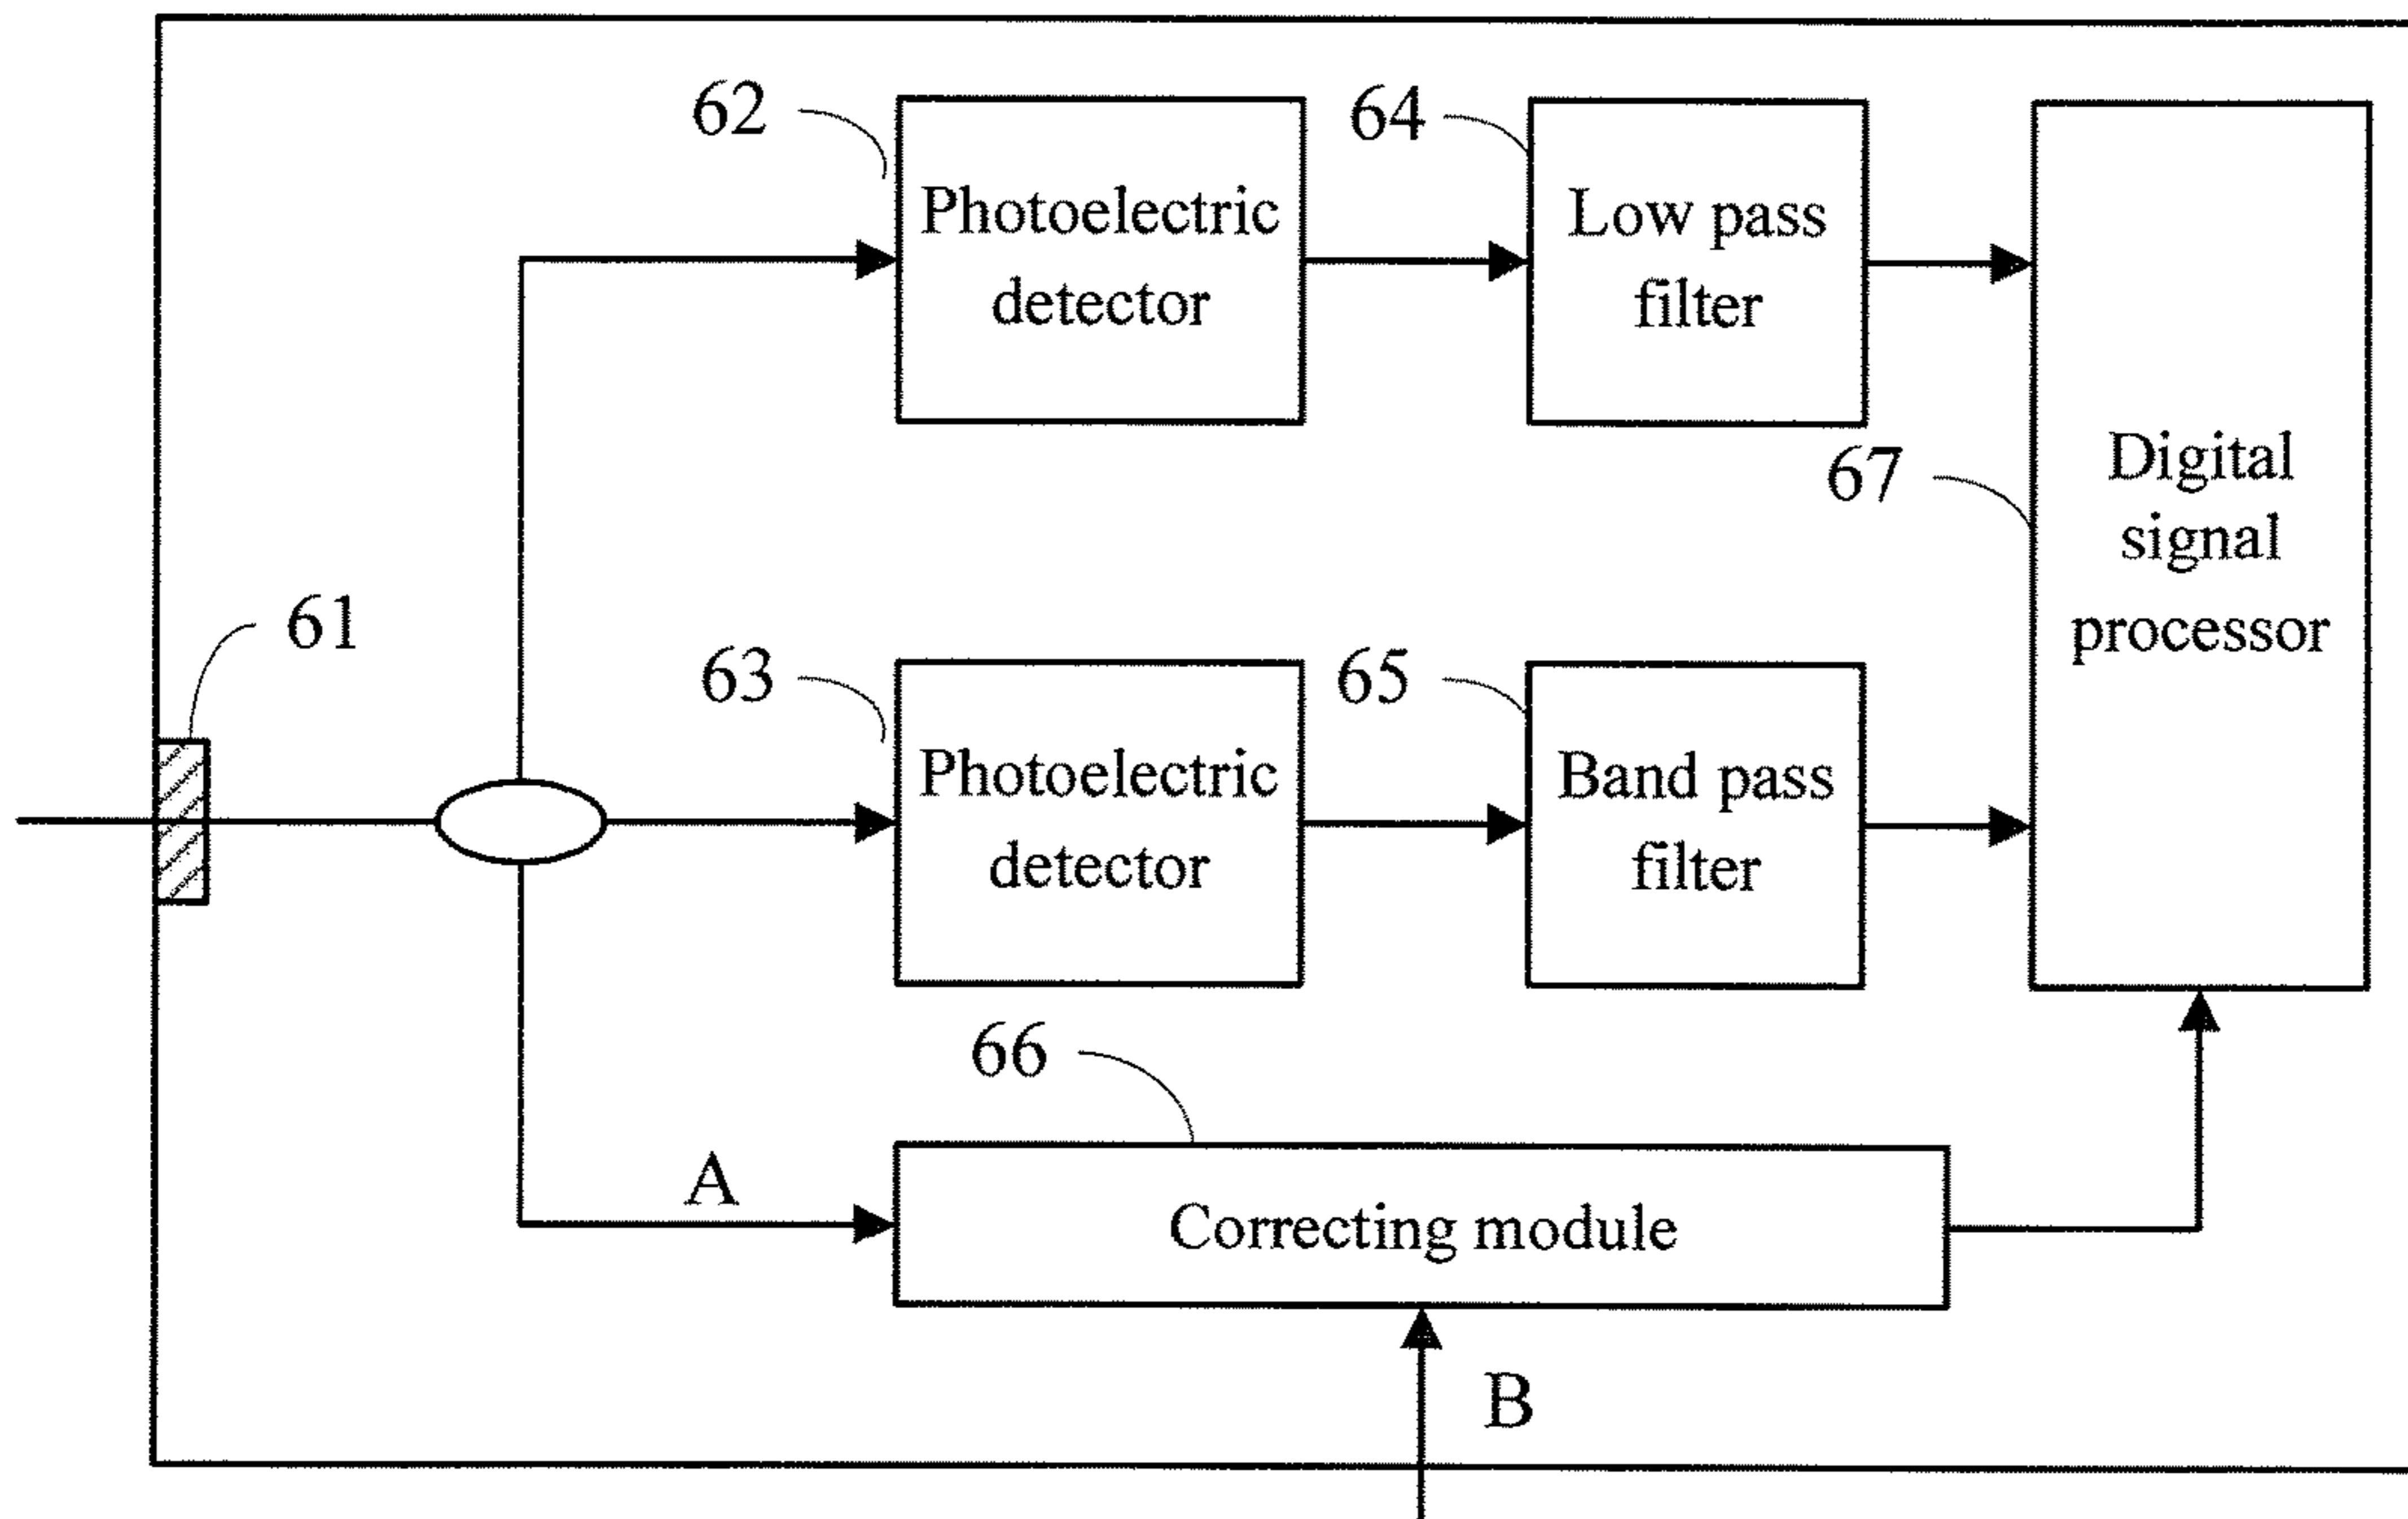 62
Photoelectric
detector
64
Low pass
filter
67
Digital
signal
processor
61
63
Photoelectric
detector
65
Band pass
filter
66
A
Correcting module
B